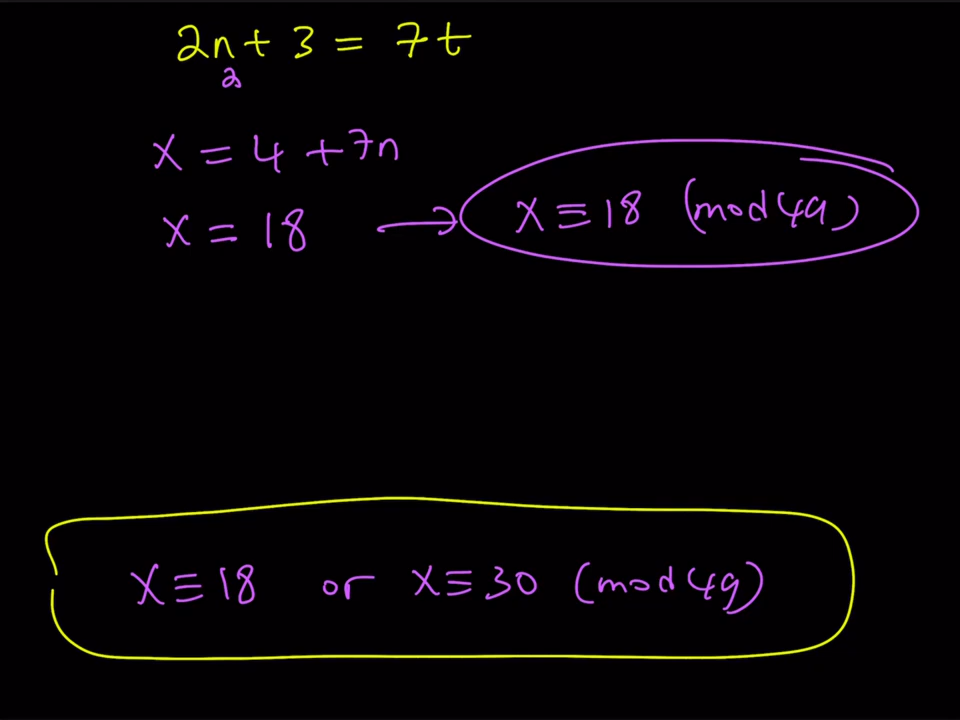 2n + 3 = 7t
2
x = 4 + 7n
x = 18 → x ≡ 18 (mod 49)
x ≡ 18 or x ≡ 30 (mod 49)